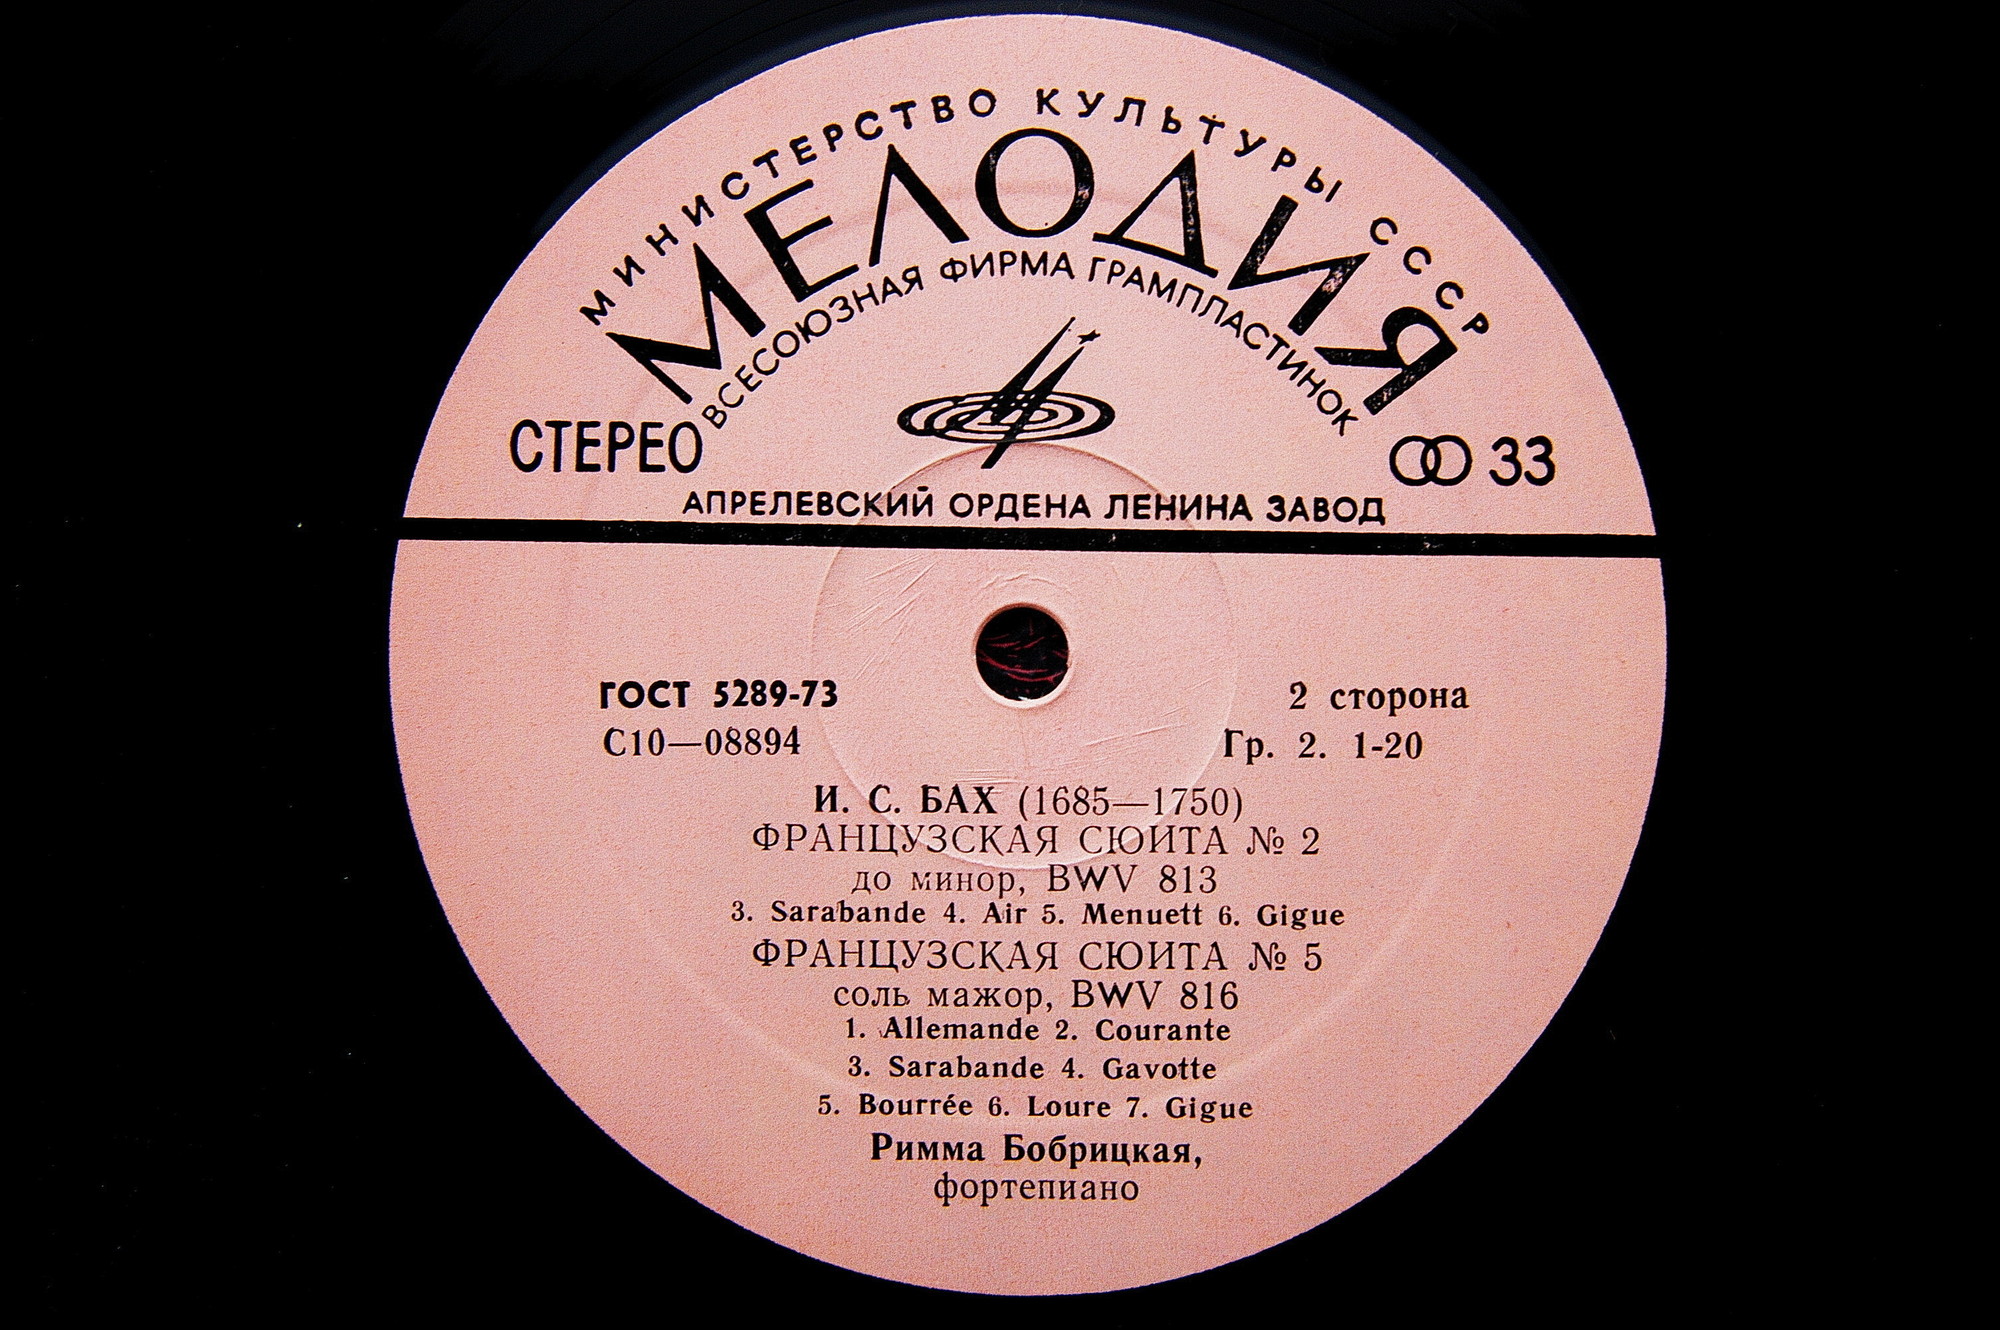 МИНИСТЕРСТВО КУЛЬТУРЫ СССР
МЕЛОДИЯ
ВСЕСОЮЗНАЯ ФИРМА ГРАМПЛАСТИНОК
СТЕРЕО
33
АПРЕЛЕВСКИЙ ОРДЕНА ЛЕНИНА ЗАВОД
ГОСТ 5289-73
2 сторона
С10—08894
Гр. 2. 1-20
И. С. БАХ (1685—1750)
ФРАНЦУЗСКАЯ СЮИТА № 2
до минор, BWV 813
3. Sarabande 4. Air 5. Menuett 6. Gigue
ФРАНЦУЗСКАЯ СЮИТА № 5
соль мажор, BWV 816
1. Allemande 2. Courante
3. Sarabande 4. Gavotte
5. Bourrée 6. Loure 7. Gigue
Римма Бобрицкая,
фортепиано